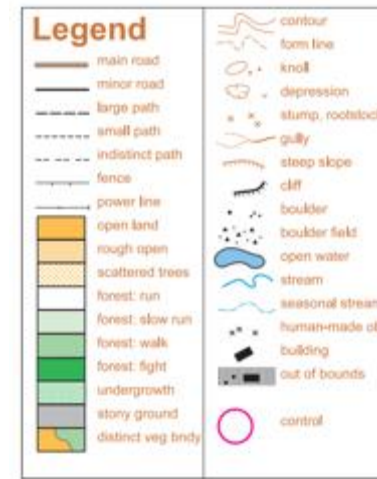 Legend
main road
minor road
large path
small path
indistinct path
fence
power line
open land
rough open
scattered trees
forest: run
forest: slow run
forest: walk
forest: fight
undergrowth
stony ground
distinct veg bndy
contour
form line
knoll
depression
stump, rootstoc
gully
steep slope
cliff
boulder
boulder field
open water
stream
seasonal stream
human-made ob
building
out of bounds
control